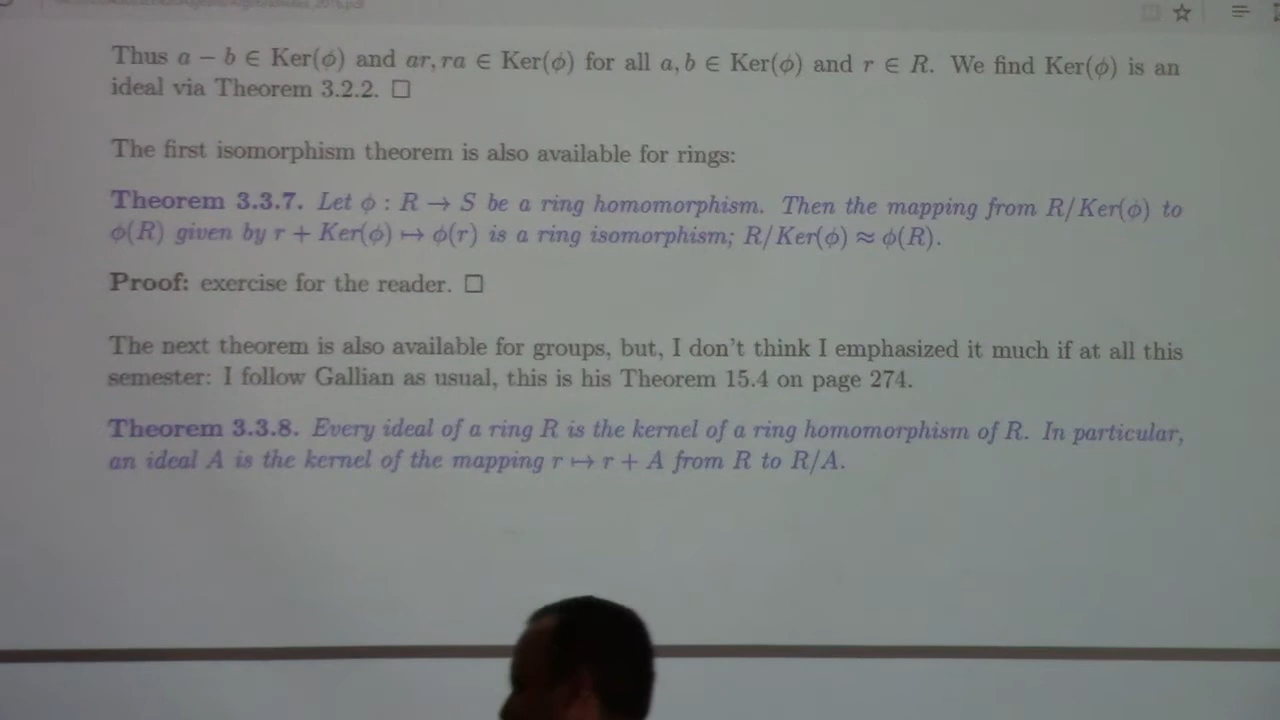 Thus a − b ∈ Ker(ϕ) and ar, ra ∈ Ker(ϕ) for all a, b ∈ Ker(ϕ) and r ∈ R. We find Ker(ϕ) is an
ideal via Theorem 3.2.2. □
The first isomorphism theorem is also available for rings:
Theorem 3.3.7. Let ϕ : R → S be a ring homomorphism. Then the mapping from R/Ker(ϕ) to
ϕ(R) given by r + Ker(ϕ) ↦ ϕ(r) is a ring isomorphism; R/Ker(ϕ) ≈ ϕ(R).
Proof: exercise for the reader. □
The next theorem is also available for groups, but, I don't think I emphasized it much if at all this
semester: I follow Gallian as usual, this is his Theorem 15.4 on page 274.
Theorem 3.3.8. Every ideal of a ring R is the kernel of a ring homomorphism of R. In particular,
an ideal A is the kernel of the mapping r ↦ r + A from R to R/A.